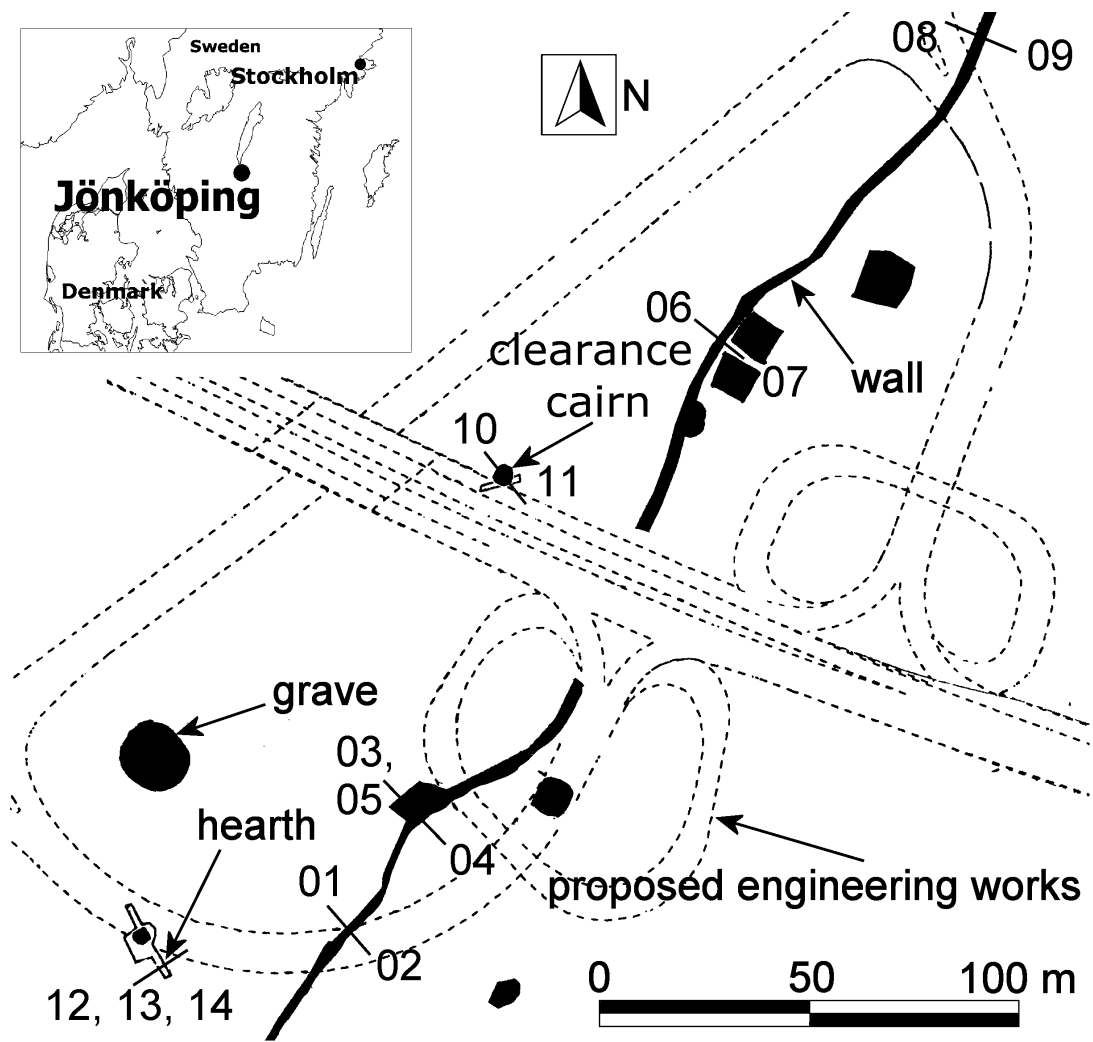 Sweden
Stockholm
Jönköping
Denmark
N
08
09
06
07
clearance
cairn
wall
10
11
grave
03,
05
04
hearth
01
02
proposed engineering works
12, 13, 14
0 50 100 m